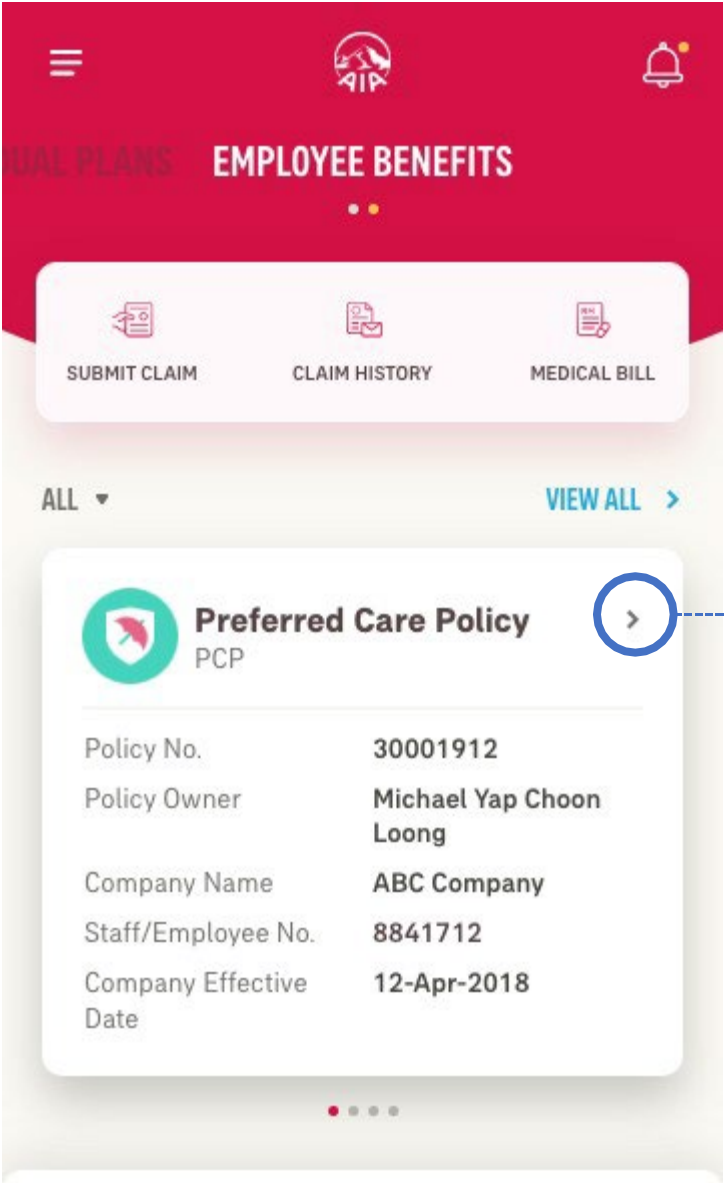 AIA
DUAL PLANS EMPLOYEE BENEFITS
SUBMIT CLAIM CLAIM HISTORY MEDICAL BILL
ALL VIEW ALL
Preferred Care Policy
PCP
Policy No. 30001912
Policy Owner Michael Yap Choon
Loong
Company Name ABC Company
Staff/Employee No. 8841712
Company Effective 12-Apr-2018
Date